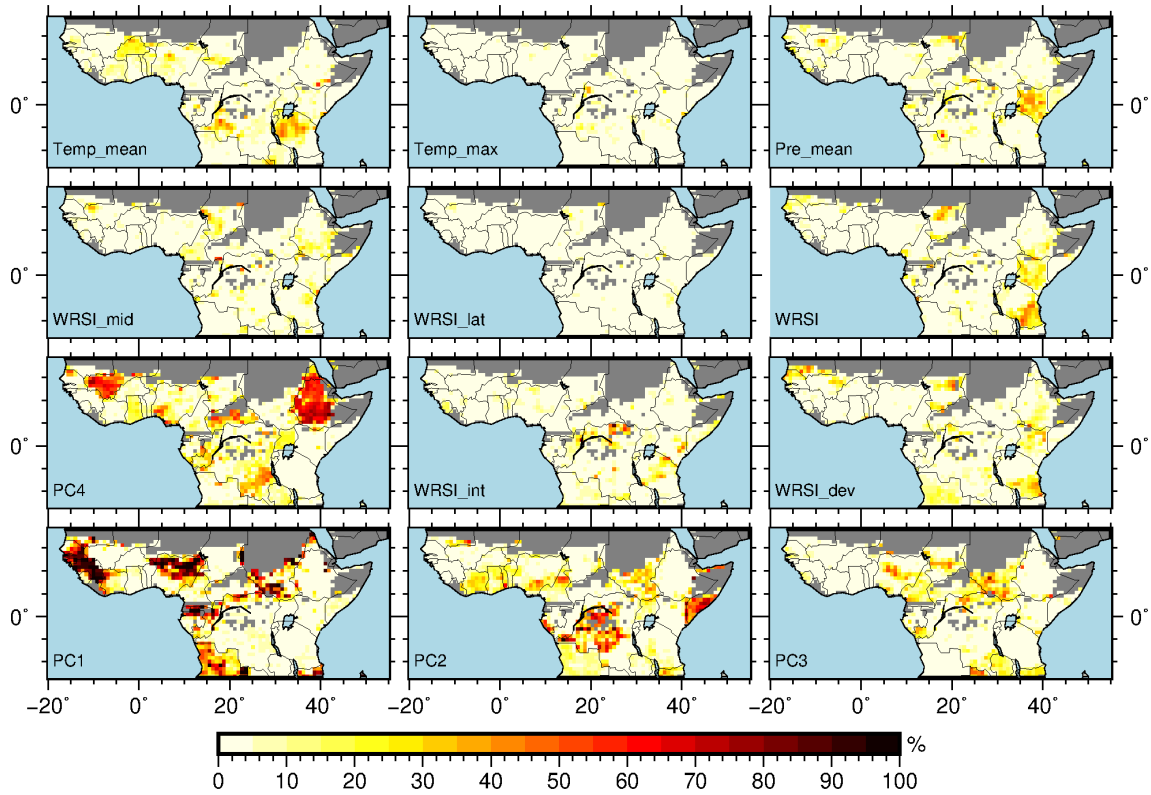 Temp_mean Temp_max Pre_mean
0° 0°
WRSI_mid WRSI_lat WRSI
0° 0°
PC4 WRSI_int WRSI_dev
0° 0°
PC1 PC2 PC3
0° 0°
−20° 0° 20° 40° −20° 0° 20° 40° −20° 0° 20° 40°
%
0 10 20 30 40 50 60 70 80 90 100